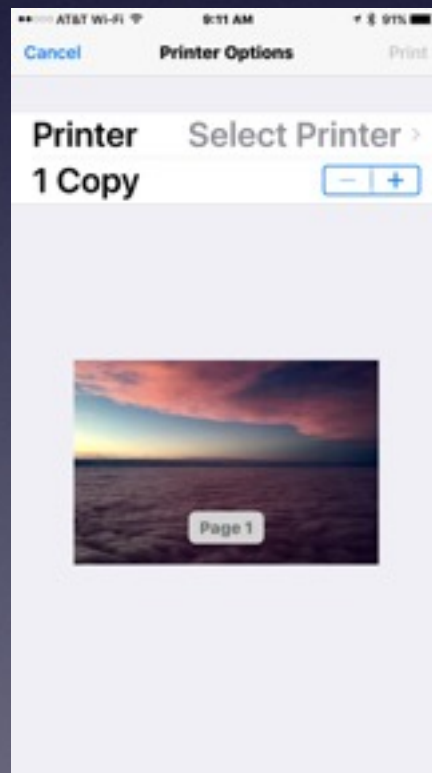 AT&T Wi-Fi 9:11 AM 91%
Cancel Printer Options Print
Printer Select Printer >
1 Copy - +
Page 1